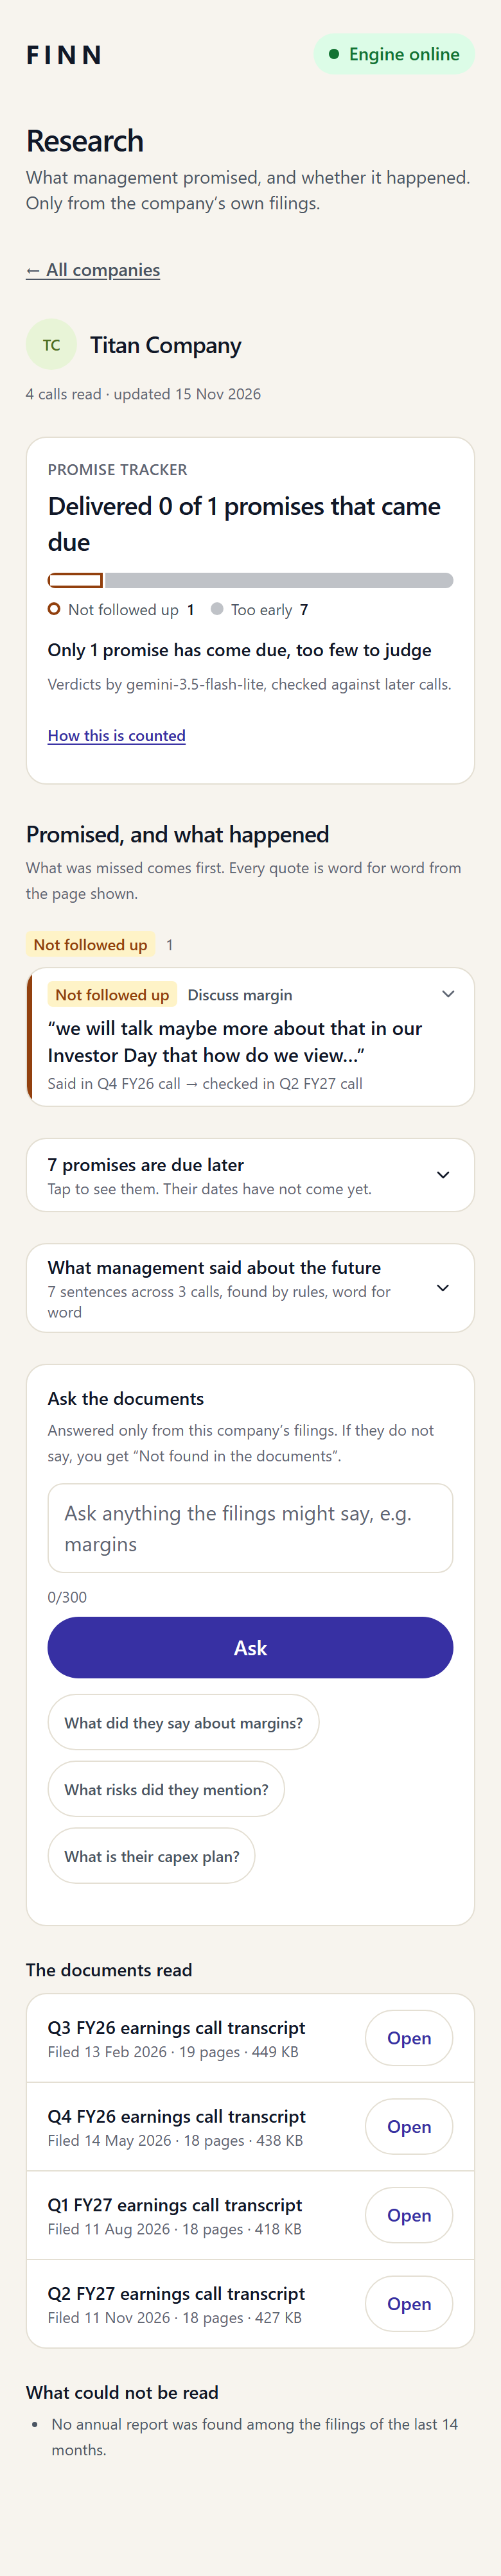 FINN
Engine online
Research
What management promised, and whether it happened.
Only from the company’s own filings.
← All companies
TC
Titan Company
4 calls read · updated 15 Nov 2026
PROMISE TRACKER
Delivered 0 of 1 promises that came
due
Not followed up 1
Too early 7
Only 1 promise has come due, too few to judge
Verdicts by gemini-3.5-flash-lite, checked against later calls.
How this is counted
Promised, and what happened
What was missed comes first. Every quote is word for word from
the page shown.
Not followed up 1
Not followed up Discuss margin
“we will talk maybe more about that in our
Investor Day that how do we view…”
Said in Q4 FY26 call → checked in Q2 FY27 call
7 promises are due later
Tap to see them. Their dates have not come yet.
What management said about the future
7 sentences across 3 calls, found by rules, word for
word
Ask the documents
Answered only from this company’s filings. If they do not
say, you get “Not found in the documents”.
Ask anything the filings might say, e.g.
margins
0/300
Ask
What did they say about margins?
What risks did they mention?
What is their capex plan?
The documents read
Q3 FY26 earnings call transcript
Filed 13 Feb 2026 · 19 pages · 449 KB
Open
Q4 FY26 earnings call transcript
Filed 14 May 2026 · 18 pages · 438 KB
Open
Q1 FY27 earnings call transcript
Filed 11 Aug 2026 · 18 pages · 418 KB
Open
Q2 FY27 earnings call transcript
Filed 11 Nov 2026 · 18 pages · 427 KB
Open
What could not be read
• No annual report was found among the filings of the last 14
months.